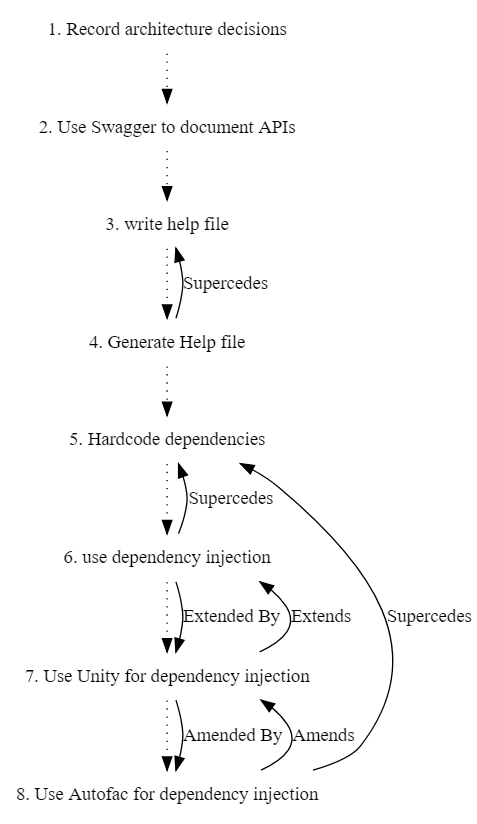 1. Record architecture decisions
2. Use Swagger to document APIs
3. write help file
Supercedes
4. Generate Help file
5. Hardcode dependencies
Supercedes
6. use dependency injection
Extended By Extends Supercedes
7. Use Unity for dependency injection
Amended By Amends
8. Use Autofac for dependency injection